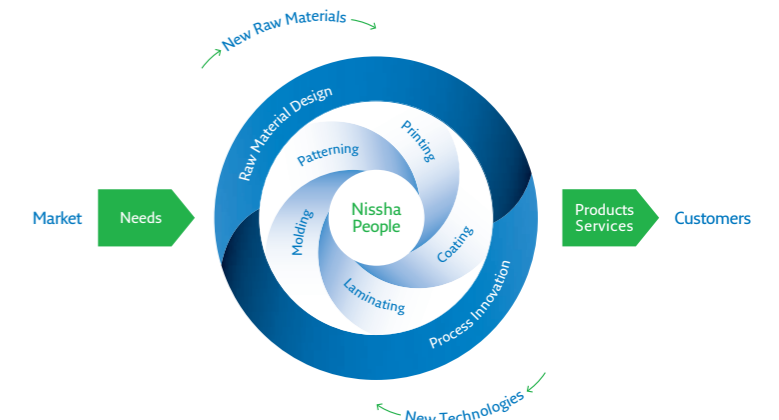 New Raw Materials
Raw Material Design
Printing
Patterning
Market
Needs
Nissha
People
Products
Services
Customers
Molding
Coating
Laminating
Process Innovation
New Technologies